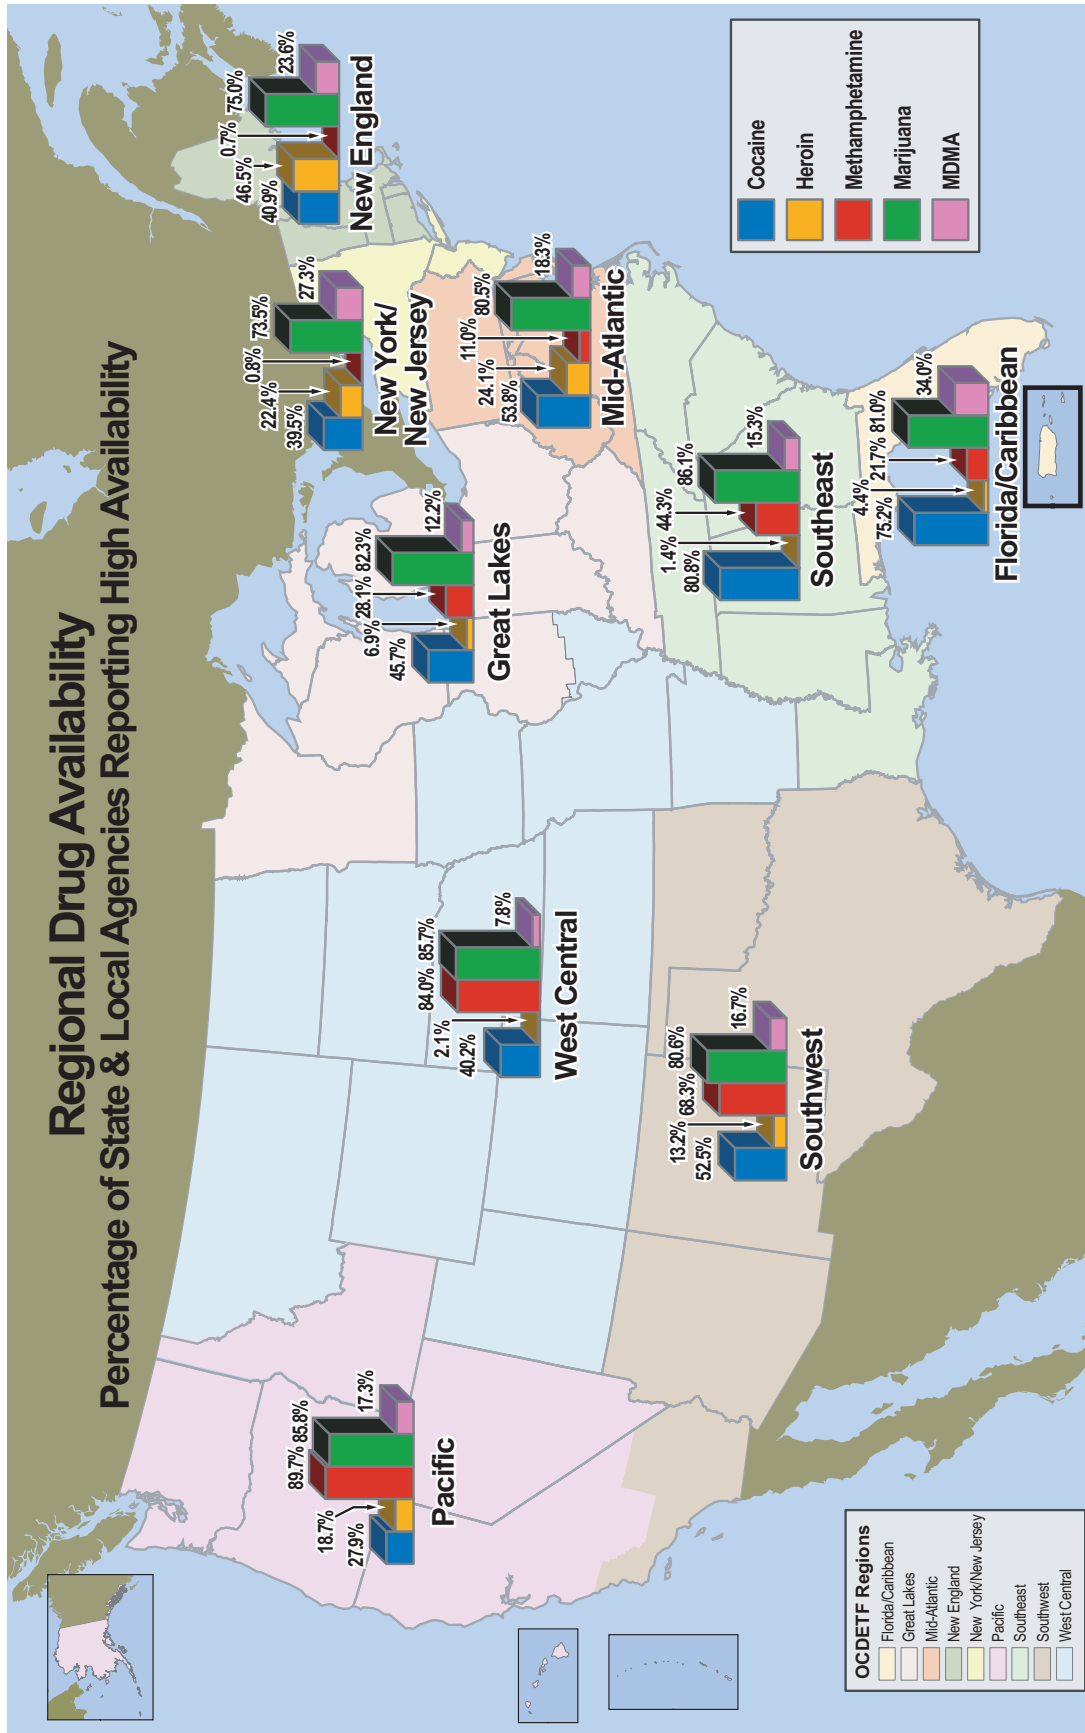 Regional Drug Availability
Percentage of State & Local Agencies Reporting High Availability
Pacific
27.9%
18.7%
89.7%
85.8%
17.3%
West Central
40.2%
2.1%
84.0%
85.7%
7.8%
Southwest
52.5%
13.2%
68.3%
80.6%
16.7%
Great Lakes
45.7%
6.9%
28.1%
82.3%
12.2%
Southeast
80.8%
1.4%
44.3%
86.1%
15.3%
Florida/Caribbean
75.2%
4.4%
21.7%
81.0%
34.0%
Mid-Atlantic
53.8%
24.1%
11.0%
80.5%
18.3%
New York/
New Jersey
39.5%
22.4%
0.8%
73.5%
27.3%
New England
40.9%
46.5%
0.7%
75.0%
23.6%
OCDETF Regions
Florida/Caribbean
Great Lakes
Mid-Atlantic
New England
New York/New Jersey
Pacific
Southeast
Southwest
West Central
Cocaine
Heroin
Methamphetamine
Marijuana
MDMA